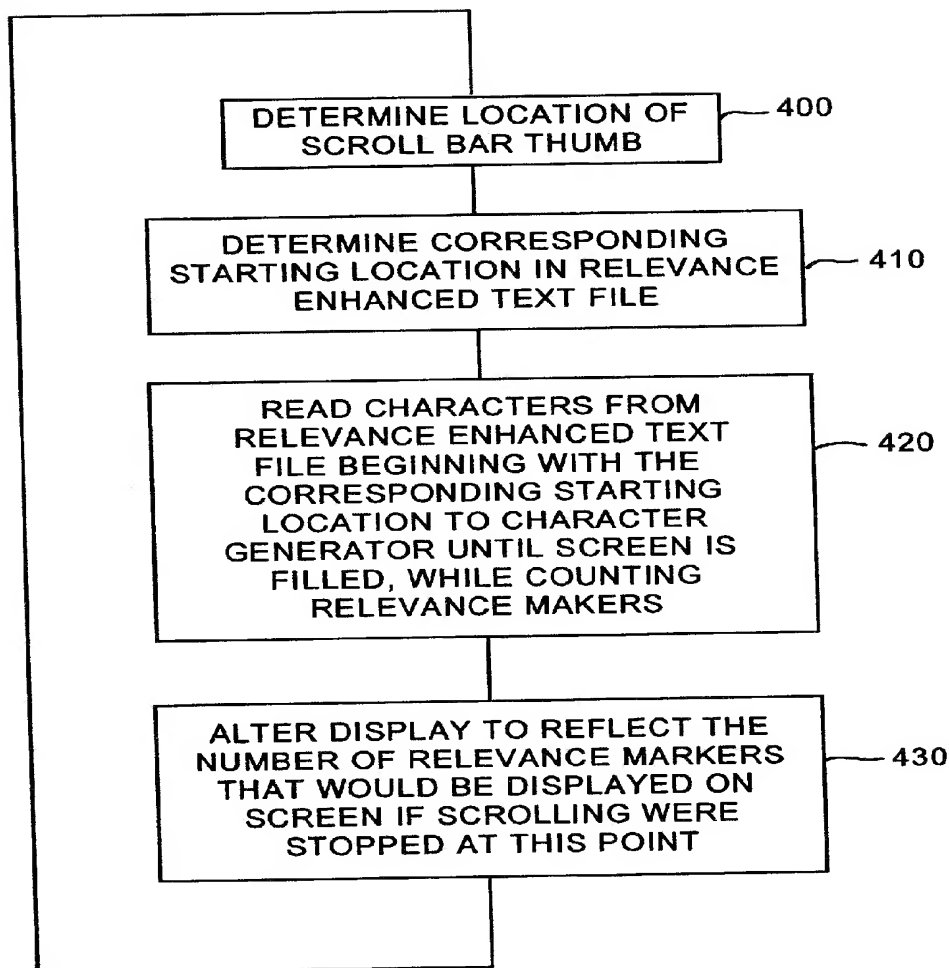 DETERMINE LOCATION OF
SCROLL BAR THUMB
400
DETERMINE CORRESPONDING
STARTING LOCATION IN RELEVANCE
ENHANCED TEXT FILE
410
READ CHARACTERS FROM
RELEVANCE ENHANCED TEXT
FILE BEGINNING WITH THE
CORRESPONDING STARTING
LOCATION TO CHARACTER
GENERATOR UNTIL SCREEN IS
FILLED, WHILE COUNTING
RELEVANCE MAKERS
420
ALTER DISPLAY TO REFLECT THE
NUMBER OF RELEVANCE MARKERS
THAT WOULD BE DISPLAYED ON
SCREEN IF SCROLLING WERE
STOPPED AT THIS POINT
430